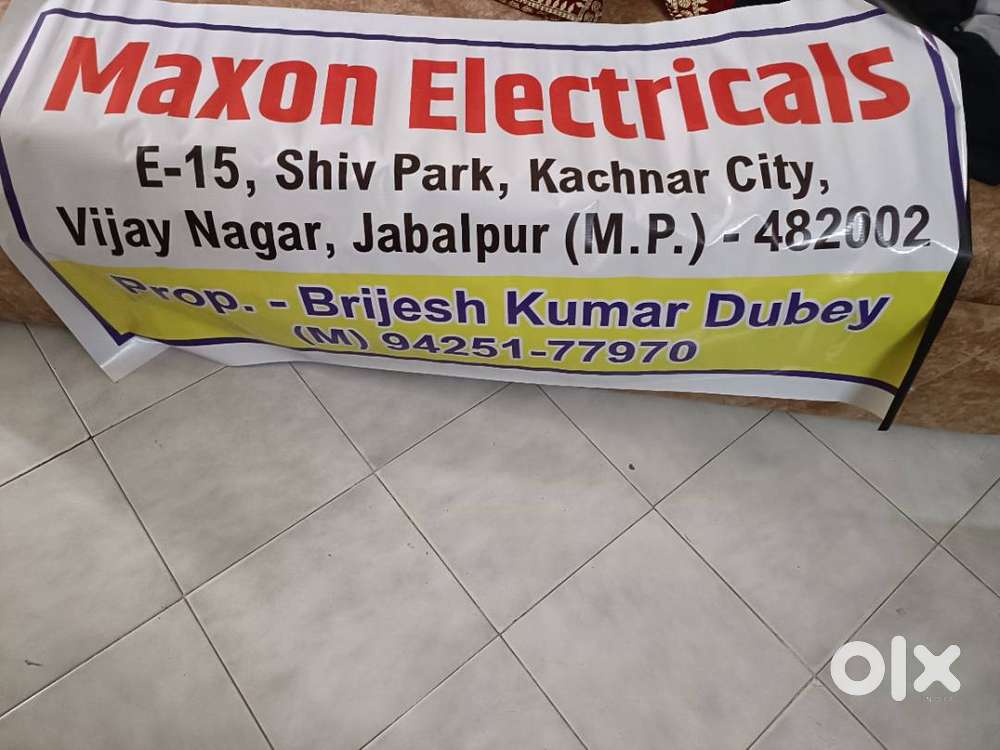 Maxon Electricals
E-15, Shiv Park, Kachnar City,
Vijay Nagar, Jabalpur (M.P.) - 482002
Prop. - Brijesh Kumar Dubey
(M) 94251-77970
olx